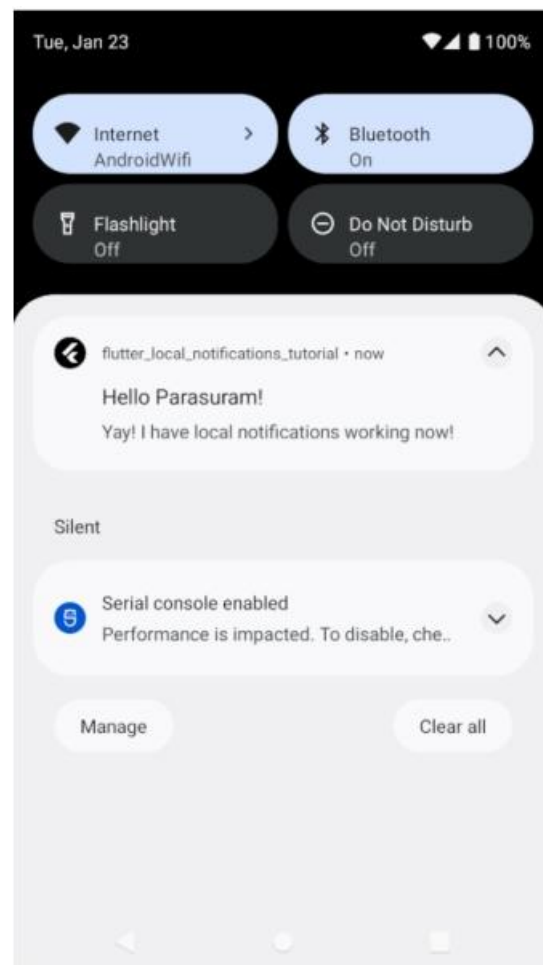 Tue, Jan 23
100%
Internet
AndroidWifi
Bluetooth
On
Flashlight
Off
Do Not Disturb
Off
flutter_local_notifications_tutorial • now
Hello Parasuram!
Yay! I have local notifications working now!
Silent
Serial console enabled
Performance is impacted. To disable, che..
Manage
Clear all